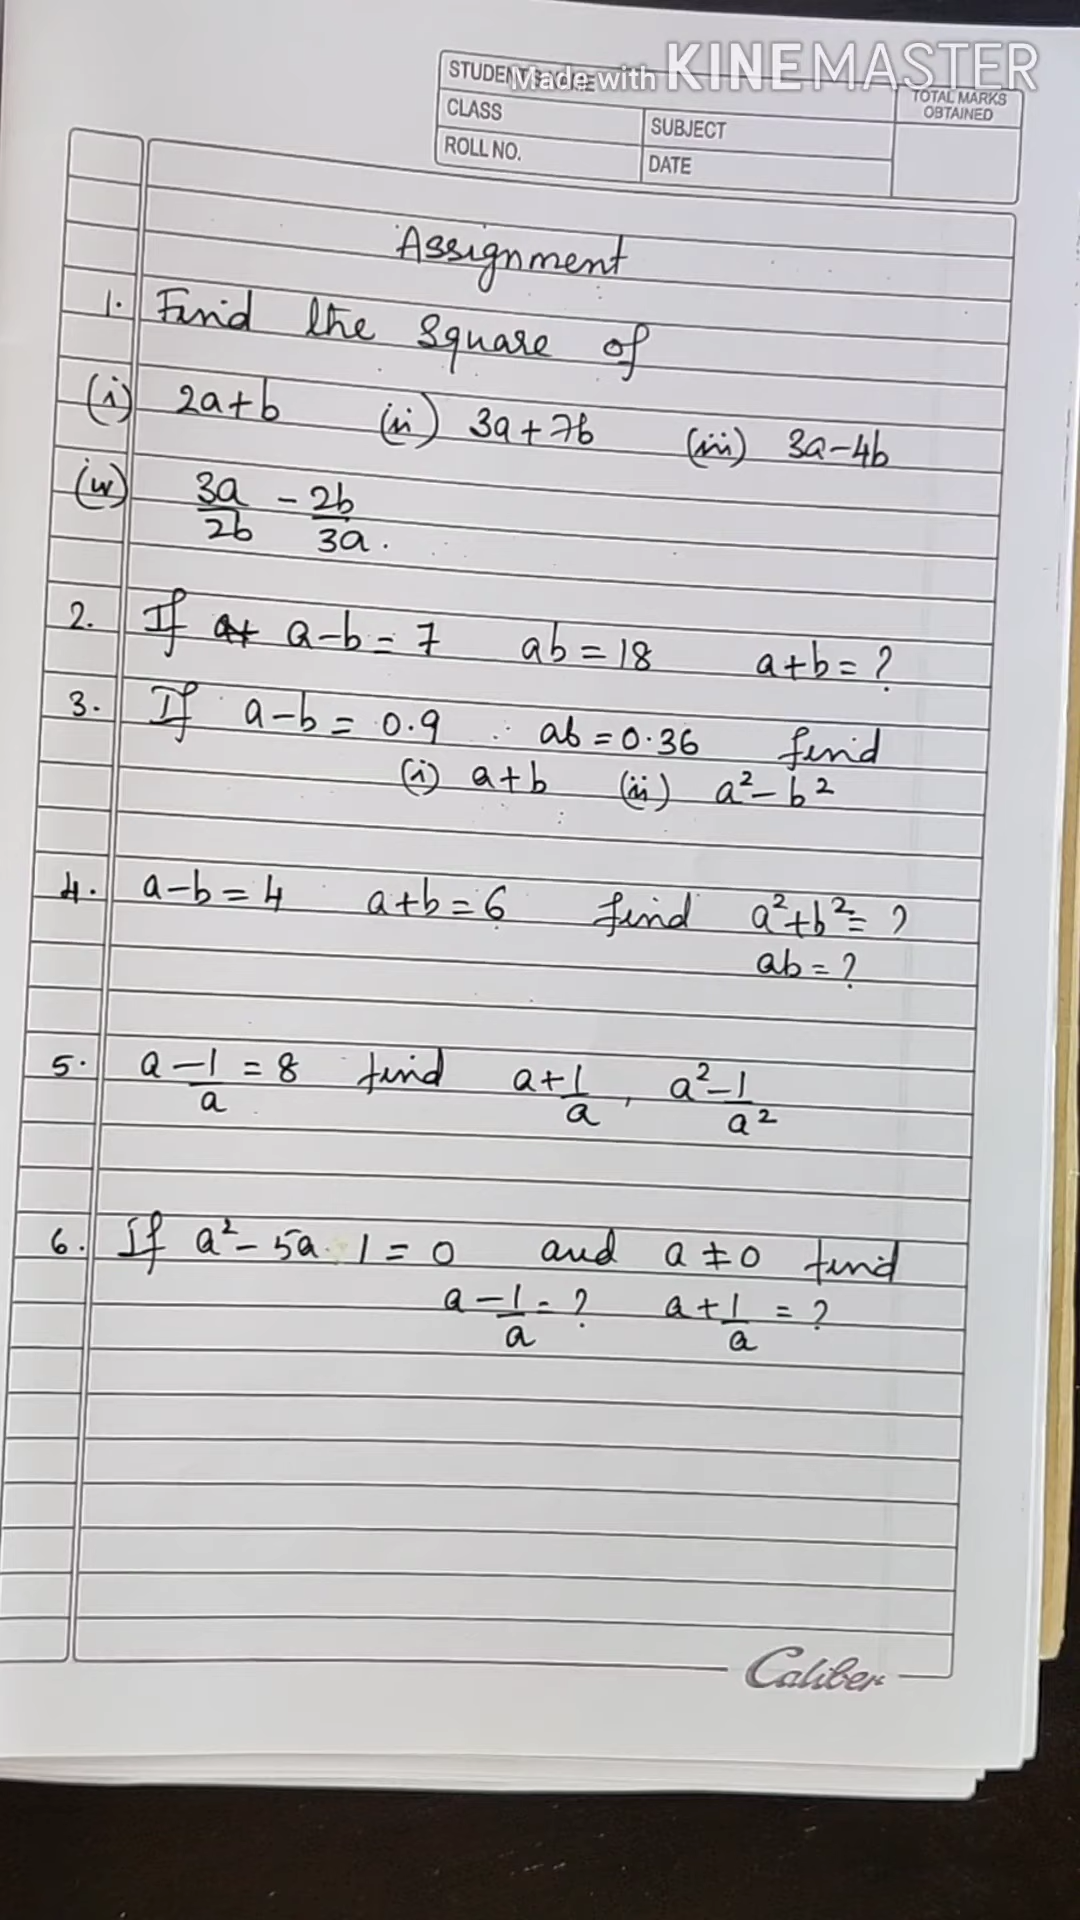 Made with KINEMASTER
STUDENT'S NAME
TOTAL MARKS OBTAINED
CLASS
SUBJECT
ROLL NO.
DATE
Assignment
1. Find the square of
(i) 2a+b (ii) 3a+7b (iii) 3a-4b
(iv) 3a/2b - 2b/3a.
2. If a-b=7 ab=18 a+b=?
3. If a-b=0.9 ab=0.36 find
(i) a+b (ii) a²-b²
4. a-b=4 a+b=6 find a²+b²=?
ab=?
5. a-1/a=8 find a+1/a, a²-1/a²
6. If a²-5a 1=0 and a≠0 find
a-1/a=? a+1/a=?
Caliber